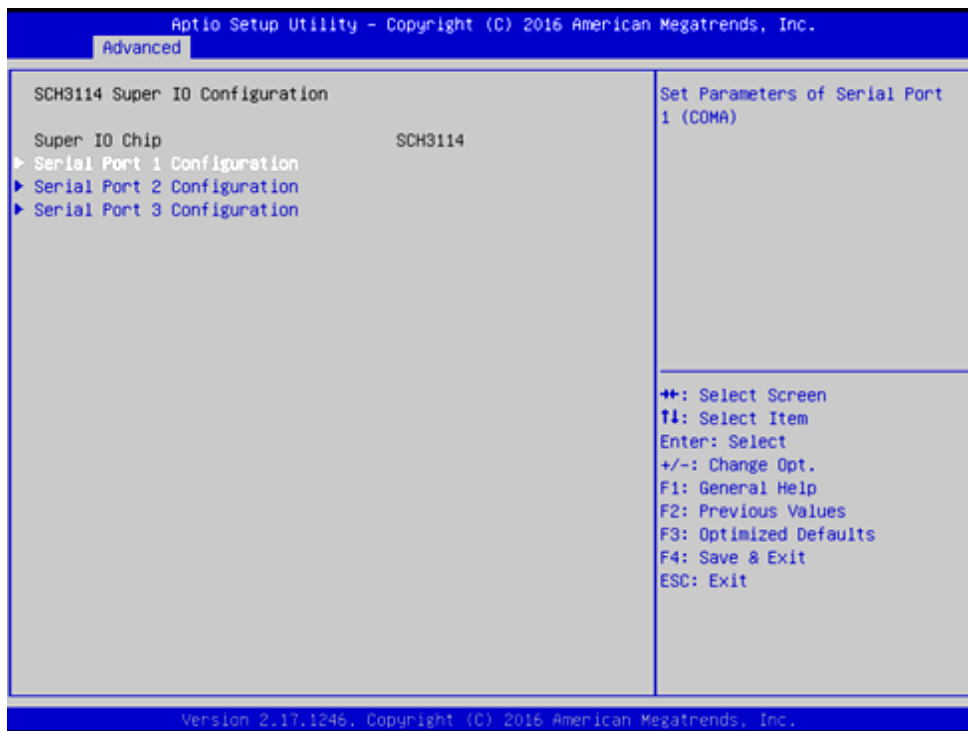 Aptio Setup Utility - Copyright (C) 2016 American Megatrends, Inc.
Advanced
SCH3114 Super IO Configuration
Super IO Chip SCH3114
Serial Port 1 Configuration
Serial Port 2 Configuration
Serial Port 3 Configuration
Set Parameters of Serial Port
1 (COMA)
→←: Select Screen
↑↓: Select Item
Enter: Select
+/-: Change Opt.
F1: General Help
F2: Previous Values
F3: Optimized Defaults
F4: Save & Exit
ESC: Exit
Version 2.17.1246. Copyright (C) 2016 American Megatrends, Inc.